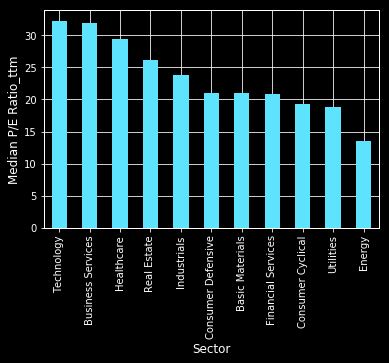 Median P/E Ratio_ttm
30
25
20
15
10
5
0
Technology
Business Services
Healthcare
Real Estate
Industrials
Consumer Defensive
Basic Materials
Financial Services
Consumer Cyclical
Utilities
Energy
Sector